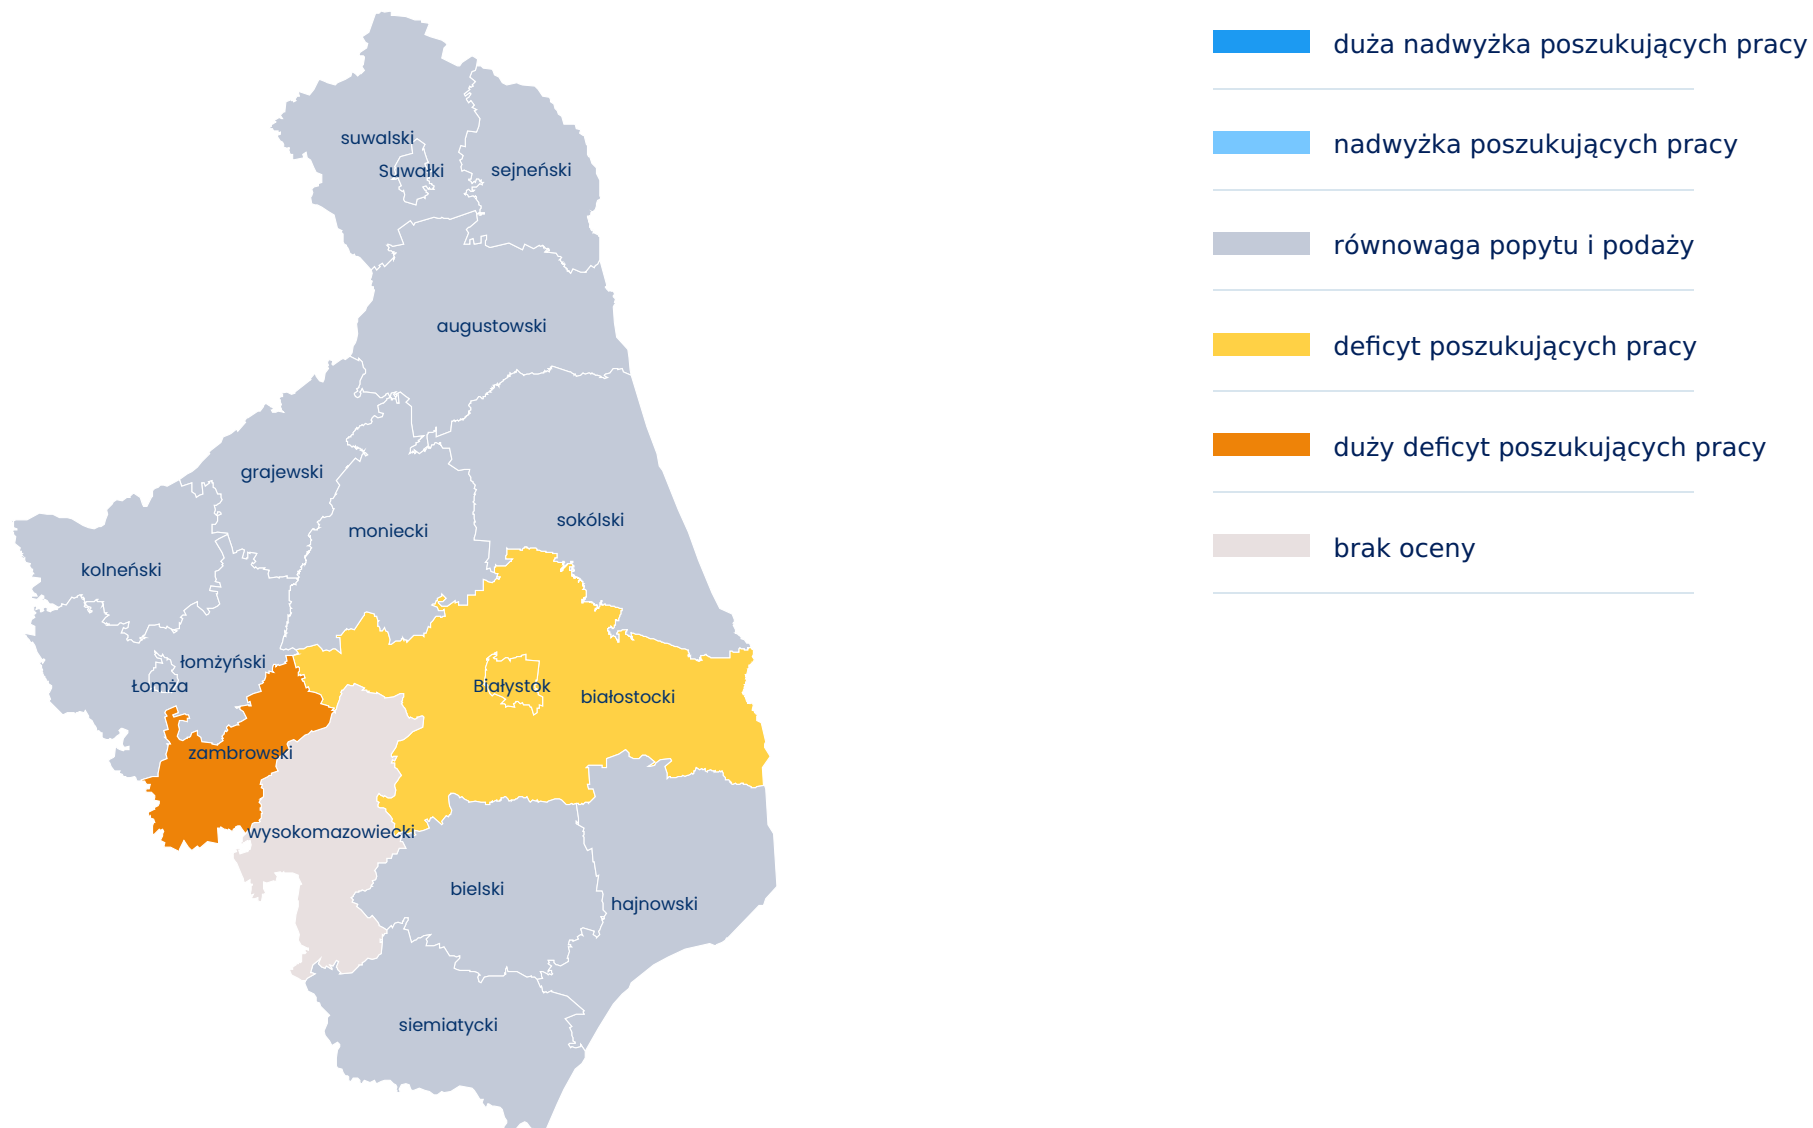 suwalski
Suwałki
sejneński
augustowski
grajewski
sokólski
moniecki
kolneński
łomżyński
Łomża
Białystok
białostocki
zambrowski
wysokomazowiecki
bielski
hajnowski
siemiatycki
duża nadwyżka poszukujących pracy
nadwyżka poszukujących pracy
równowaga popytu i podaży
deficyt poszukujących pracy
duży deficyt poszukujących pracy
brak oceny